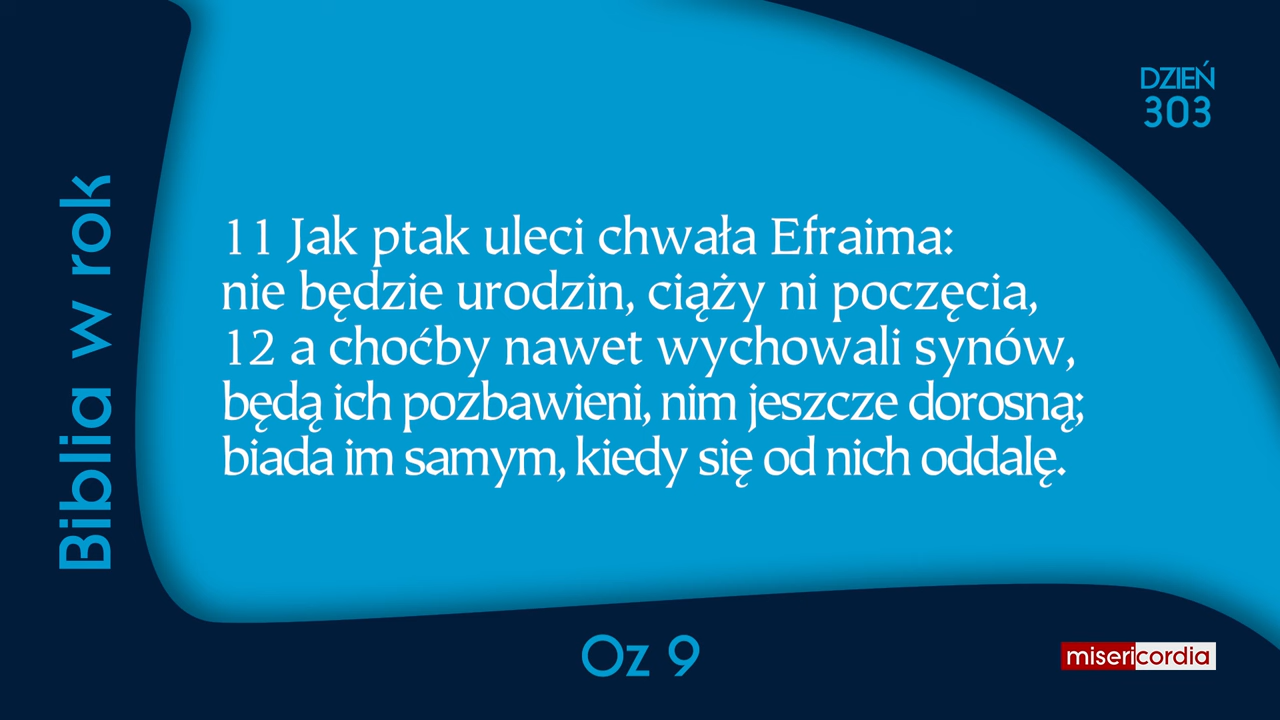 DZIEŃ
303
Biblia w rok
11 Jak ptak uleci chwała Efraima:
nie będzie urodzin, ciąży ni poczęcia,
12 a choćby nawet wychowali synów,
będą ich pozbawieni, nim jeszcze dorosną;
biada im samym, kiedy się od nich oddalę.
Oz 9
misericordia